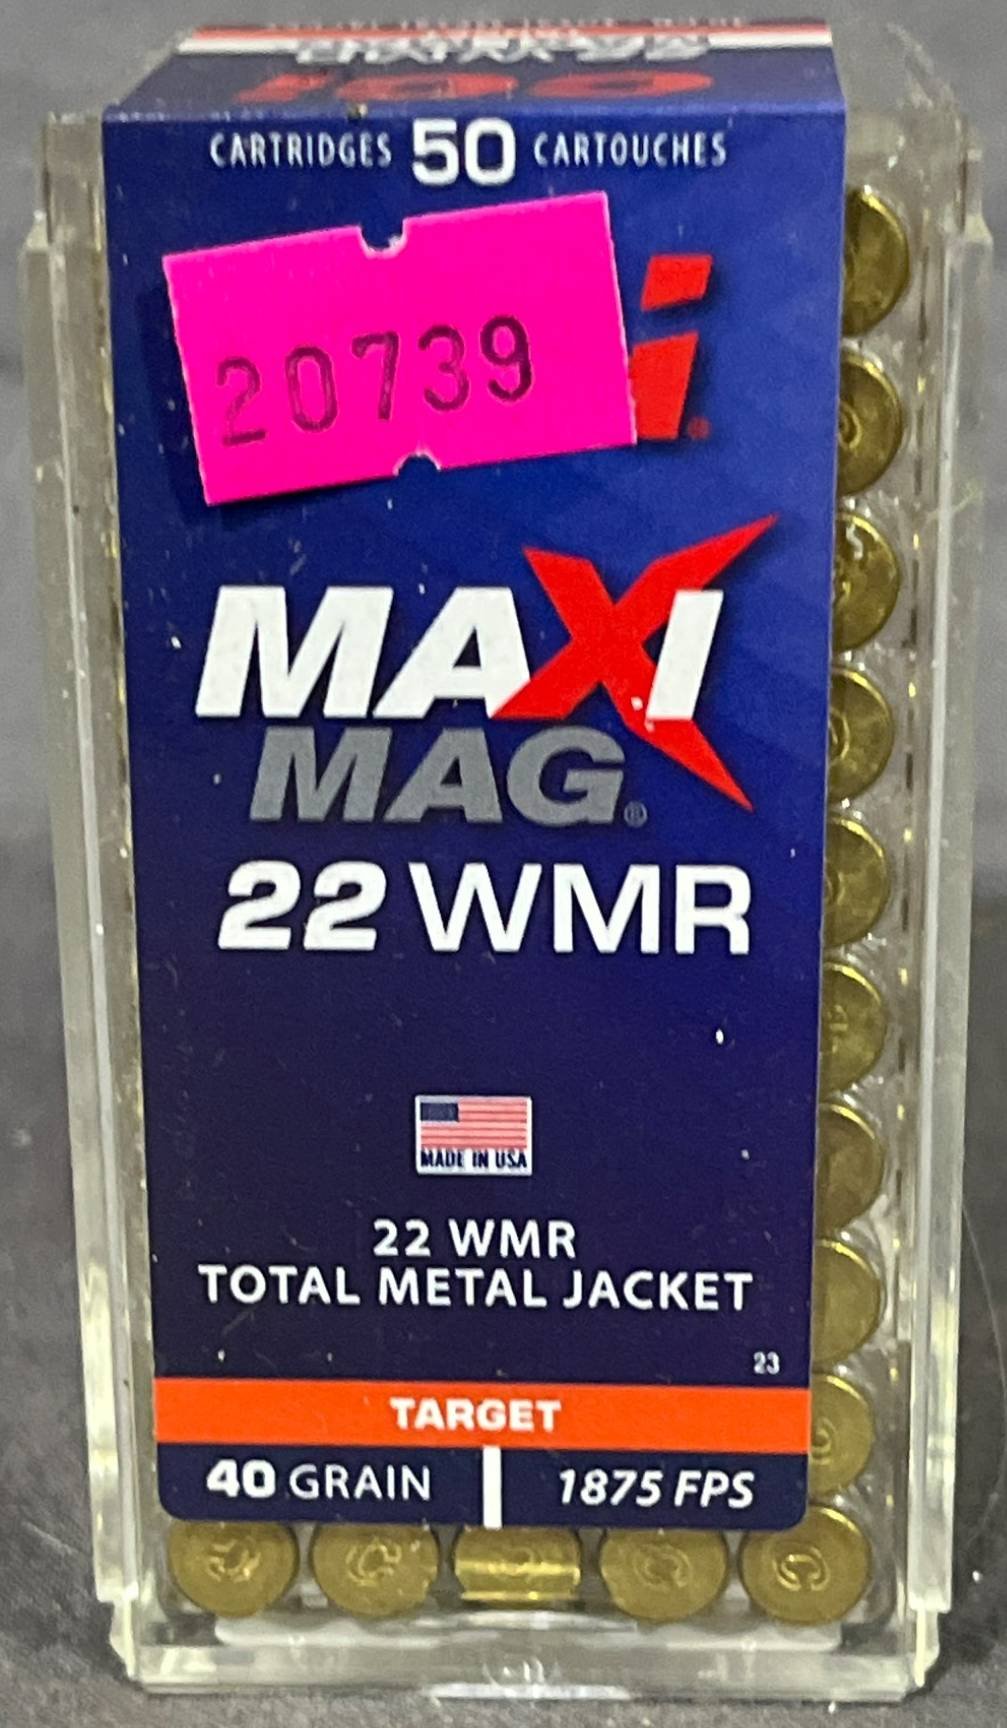 CARTRIDGES 50 CARTOUCHES
20739
i®
MAXI
MAG®
22 WMR
MADE IN USA
22 WMR
TOTAL METAL JACKET
23
TARGET
40 GRAIN 1875 FPS
C C C C